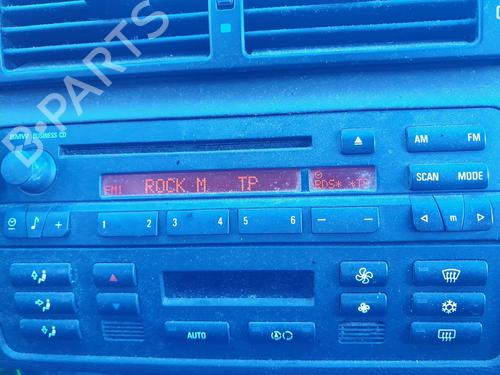 BMW BUSINESS CD
AM FM
FM1 ROCK M TP RDS* *TP
SCAN MODE
1 2 3 4 5 6
m
AUTO
B-PARTS